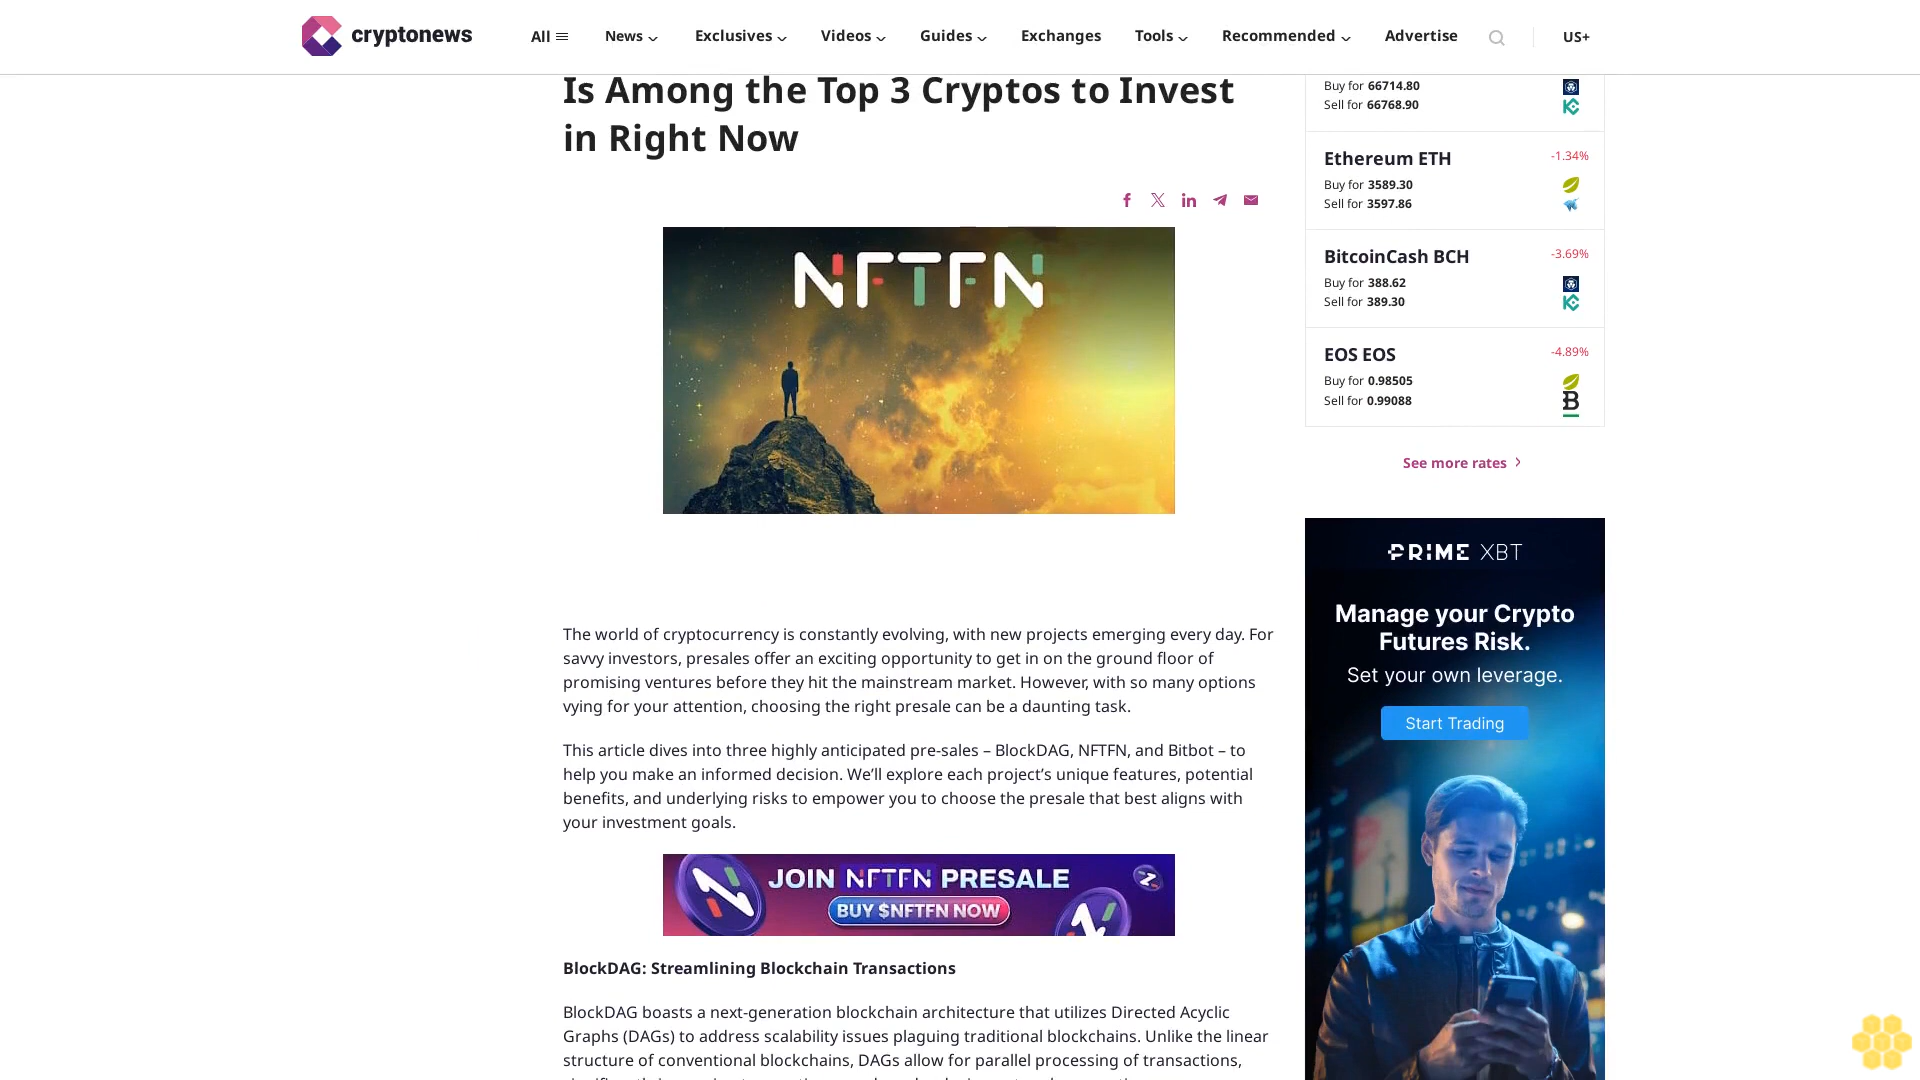 cryptonews
All
News
Exclusives
Videos
Guides
Exchanges
Tools
Recommended
Advertise
US+
Is Among the Top 3 Cryptos to Invest
in Right Now
NFTFN
The world of cryptocurrency is constantly evolving, with new projects emerging every day. For
savvy investors, presales offer an exciting opportunity to get in on the ground floor of
promising ventures before they hit the mainstream market. However, with so many options
vying for your attention, choosing the right presale can be a daunting task.
This article dives into three highly anticipated pre-sales – BlockDAG, NFTFN, and Bitbot – to
help you make an informed decision. We’ll explore each project’s unique features, potential
benefits, and underlying risks to empower you to choose the presale that best aligns with
your investment goals.
JOIN NFTFN PRESALE
BUY $NFTFN NOW
BlockDAG: Streamlining Blockchain Transactions
BlockDAG boasts a next-generation blockchain architecture that utilizes Directed Acyclic
Graphs (DAGs) to address scalability issues plaguing traditional blockchains. Unlike the linear
structure of conventional blockchains, DAGs allow for parallel processing of transactions,
Buy for 66714.80
Sell for 66768.90
Ethereum ETH
-1.34%
Buy for 3589.30
Sell for 3597.86
BitcoinCash BCH
-3.69%
Buy for 388.62
Sell for 389.30
EOS EOS
-4.89%
Buy for 0.98505
Sell for 0.99088
See more rates
PRIME XBT
Manage your Crypto
Futures Risk.
Set your own leverage.
Start Trading